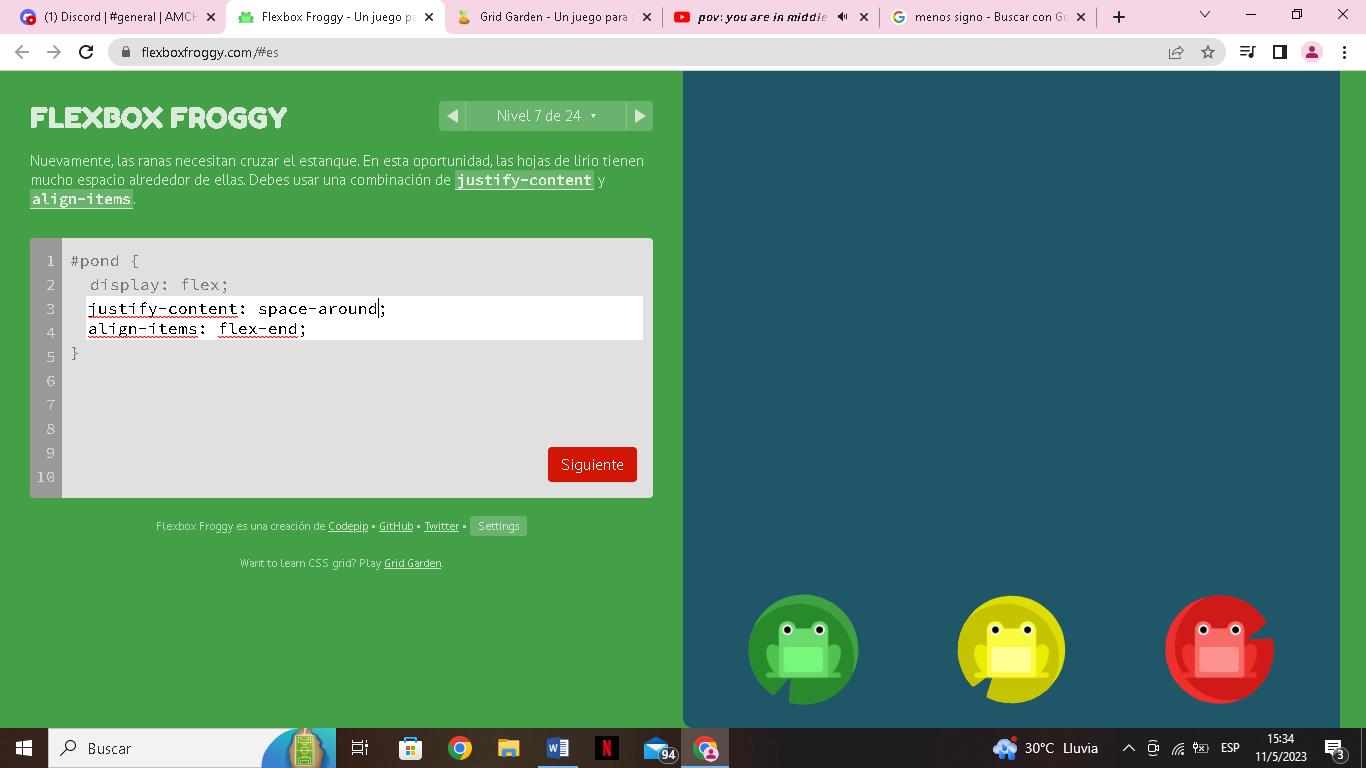 (1) Discord | #general | AMCH
Flexbox Froggy - Un juego pa
Grid Garden - Un juego para
pov: you are in middle
menos signo - Buscar con Go
flexboxfroggy.com/#es
FLEXBOX FROGGY
Nivel 7 de 24
Nuevamente, las ranas necesitan cruzar el estanque. En esta oportunidad, las hojas de lirio tienen
mucho espacio alrededor de ellas. Debes usar una combinación de justify-content y
align-items.
1 #pond {
2 display: flex;
3 justify-content: space-around;
4 align-items: flex-end;
5 }
6
7
8
9
10
Siguiente
Flexbox Froggy es una creación de Codepip • GitHub • Twitter • Settings
Want to learn CSS grid? Play Grid Garden.
Buscar
94
30°C Lluvia
ESP
15:34
11/5/2023
3